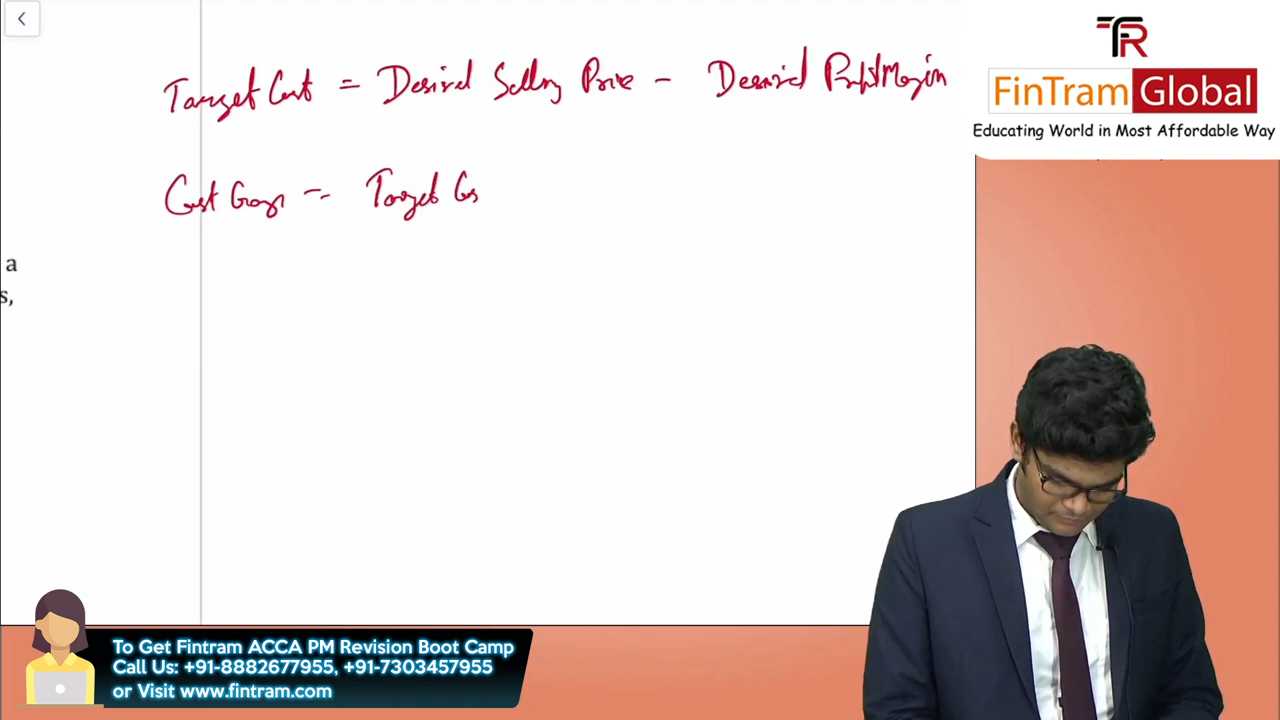 Target Cost = Desired Selling Price - Desired Profit Margin
Cost Gap = Target Cos
a
s,
TR
FinTram Global
Educating World in Most Affordable Way
To Get Fintram ACCA PM Revision Boot Camp
Call Us: +91-8882677955, +91-7303457955
or Visit www.fintram.com